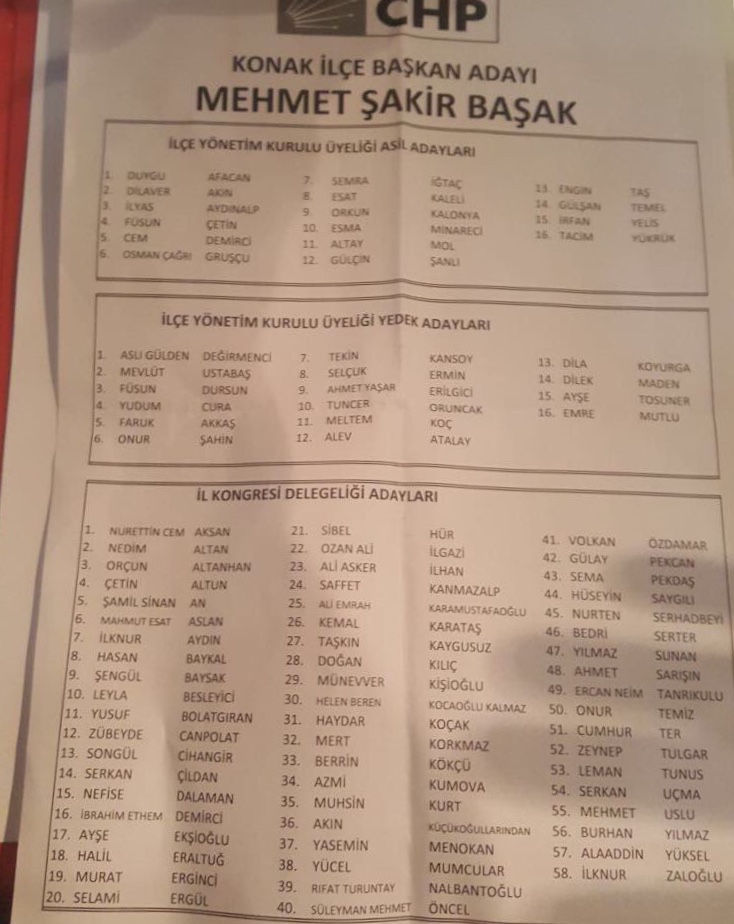 CHP
KONAK İLÇE BAŞKAN ADAYI
MEHMET ŞAKİR BAŞAK
İLÇE YÖNETİM KURULU ÜYELİĞİ ASİL ADAYLARI
1. DUYGU AFACAN
2. DİLAVER AKIN
3. İLYAS AYDINALP
4. FÜSUN ÇETİN
5. CEM DEMİRCİ
6. OSMAN ÇAĞRI GRUŞÇU
7. SEMRA İĞTAÇ
8. ESAT KALELİ
9. ORKUN KALONYA
10. ESMA MİNARECİ
11. ALTAY MOL
12. GÜLÇİN ŞANLI
13. ENGİN TAŞ
14. GÜLŞAN TEMEL
15. İRFAN YELİS
16. TACİM YÜKRÜK
İLÇE YÖNETİM KURULU ÜYELİĞİ YEDEK ADAYLARI
1. ASLI GÜLDEN DEĞİRMENCİ
2. MEVLÜT USTABAŞ
3. FÜSUN DURSUN
4. YUDUM CURA
5. FARUK AKKAŞ
6. ONUR ŞAHİN
7. TEKİN KANSOY
8. SELÇUK ERMİN
9. AHMET YAŞAR ERİLGİCİ
10. TUNCER ORUNCAK
11. MELTEM KOÇ
12. ALEV ATALAY
13. DİLA KOYURGA
14. DİLEK MADEN
15. AYŞE TOSUNER
16. EMRE MUTLU
İL KONGRESİ DELEGELİĞİ ADAYLARI
1. NURETTİN CEM AKSAN
2. NEDİM ALTAN
3. ORÇUN ALTANHAN
4. ÇETİN ALTUN
5. ŞAMİL SİNAN AN
6. MAHMUT ESAT ASLAN
7. İLKNUR AYDIN
8. HASAN BAYKAL
9. ŞENGÜL BAYSAK
10. LEYLA BESLEYİCİ
11. YUSUF BOLATGIRAN
12. ZÜBEYDE CANPOLAT
13. SONGÜL CİHANGİR
14. SERKAN ÇİLDAN
15. NEFİSE DALAMAN
16. İBRAHİM ETHEM DEMİRCİ
17. AYŞE EKŞİOĞLU
18. HALİL ERALTUĞ
19. MURAT ERGİNCİ
20. SELAMİ ERGÜL
21. SİBEL HÜR
22. OZAN ALİ İLGAZİ
23. ALİ ASKER İLHAN
24. SAFFET KANMAZALP
25. ALİ EMRAH KARAMUSTAFAOĞLU
26. KEMAL KARATAŞ
27. TAŞKIN KAYGUSUZ
28. DOĞAN KILIÇ
29. MÜNEVVER KİŞİOĞLU
30. HELEN BEREN KOCAOĞLU KALMAZ
31. HAYDAR KOÇAK
32. MERT KORKMAZ
33. BERRİN KÖKÇÜ
34. AZMİ KUMOVA
35. MUHSİN KURT
36. AKIN KÜÇÜKOĞULLARINDAN
37. YASEMİN MENOKAN
38. YÜCEL MUMCULAR
39. RIFAT TURUNTAY NALBANTOĞLU
40. SÜLEYMAN MEHMET ÖNCEL
41. VOLKAN ÖZDAMAR
42. GÜLAY PEKCAN
43. SEMA PEKDAŞ
44. HÜSEYİN SAYGILI
45. NURTEN SERHADBEYİ
46. BEDRİ SERTER
47. YILMAZ SUNAN
48. AHMET SARIŞIN
49. ERCAN NEİM TANRIKULU
50. ONUR TEMİZ
51. CUMHUR TER
52. ZEYNEP TULGAR
53. LEMAN TUNUS
54. SERKAN UÇMA
55. MEHMET USLU
56. BURHAN YILMAZ
57. ALAADDİN YÜKSEL
58. İLKNUR ZALOĞLU